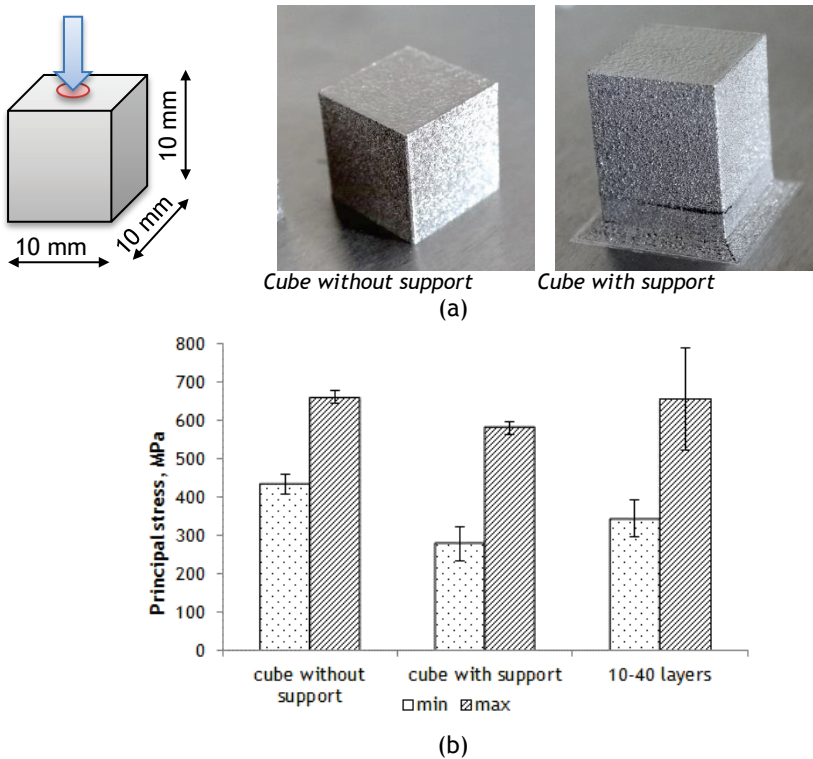 10 mm
10 mm
10 mm
Cube without support
Cube with support
(a)
800
700
600
500
400
300
200
100
0
Principal stress, MPa
cube without
support
cube with support
10-40 layers
min
max
(b)